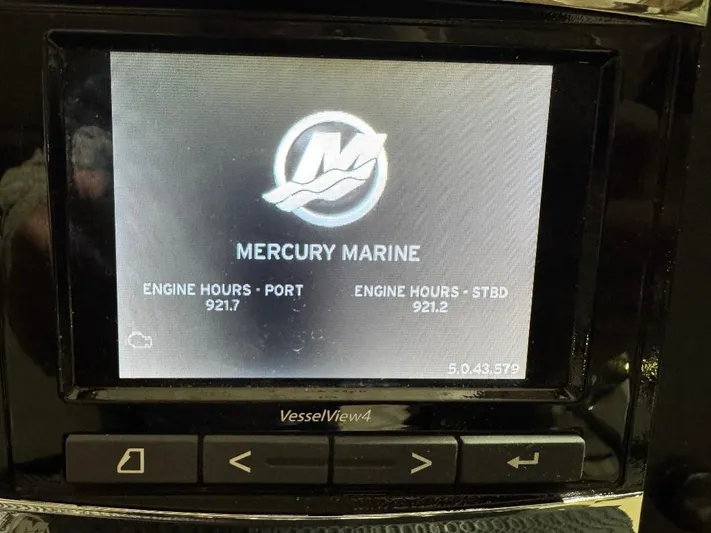 MERCURY MARINE
ENGINE HOURS - PORT
921.7
ENGINE HOURS - STBD
921.2
5.0.43.579
VesselView4